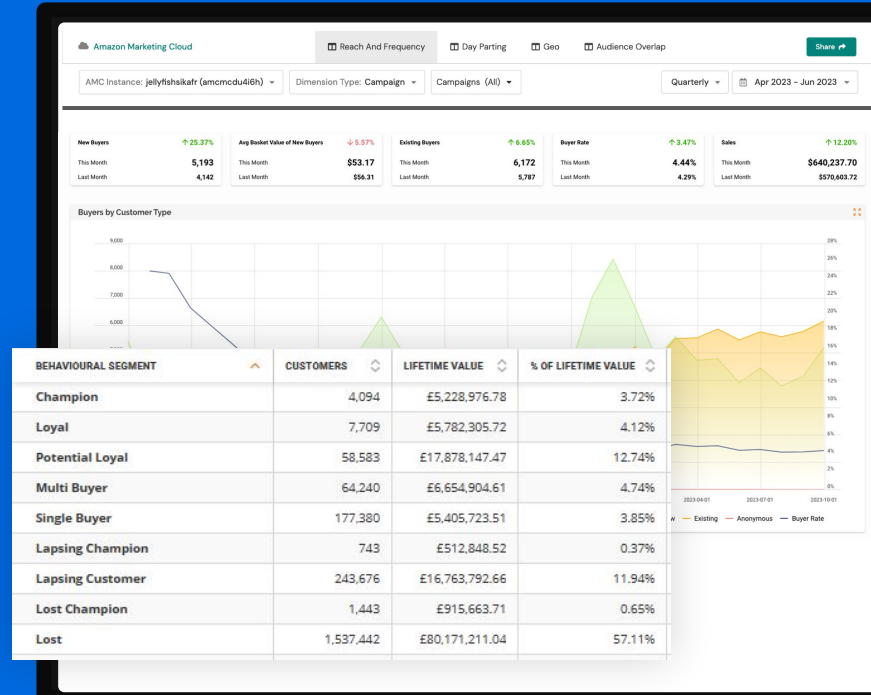 Amazon Marketing Cloud Reach And Frequency Day Parting Geo Audience Overlap Share
AMC Instance: jellyfishsikafr (amcmcdu4i6h) Dimension Type: Campaign Campaigns (All) Quarterly Apr 2023 - Jun 2023
New Buyers ↑ 25.37% Avg Basket Value of New Buyers ↓ 5.57% Existing Buyers ↑ 6.65% Buyer Rate ↑ 3.47% Sales ↑ 12.20%
This Month 5,193 This Month $53.17 This Month 6,172 This Month 4.44% This Month $640,237.70
Last Month 4,142 Last Month $56.31 Last Month 5,787 Last Month 4.29% Last Month $570,603.72
Buyers by Customer Type
9,000 28%
26%
8,000 24%
7,000 22%
20%
6,000 18%
16%
BEHAVIOURAL SEGMENT CUSTOMERS LIFETIME VALUE % OF LIFETIME VALUE 14%
12%
Champion 4,094 £5,228,976.78 3.72% 10%
Loyal 7,709 £5,782,305.72 4.12% 8%
6%
Potential Loyal 58,583 £17,878,147.47 12.74% 4%
2%
Multi Buyer 64,240 £6,654,904.61 4.74% 0%
2023-04-01 2023-07-01 2023-10-01
Single Buyer 177,380 £5,405,723.51 3.85% Existing Anonymous Buyer Rate
Lapsing Champion 743 £512,848.52 0.37%
Lapsing Customer 243,676 £16,763,792.66 11.94%
Lost Champion 1,443 £915,663.71 0.65%
Lost 1,537,442 £80,171,211.04 57.11%